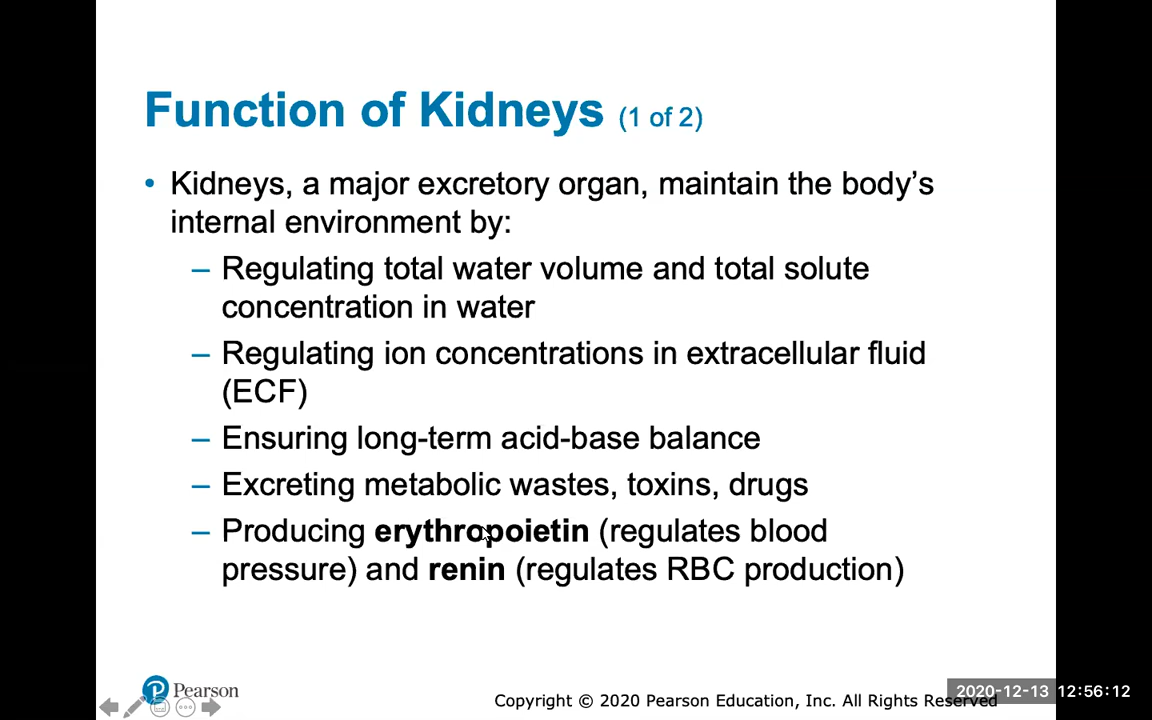 Function of Kidneys (1 of 2)
• Kidneys, a major excretory organ, maintain the body’s
internal environment by:
– Regulating total water volume and total solute
concentration in water
– Regulating ion concentrations in extracellular fluid
(ECF)
– Ensuring long-term acid-base balance
– Excreting metabolic wastes, toxins, drugs
– Producing erythropoietin (regulates blood
pressure) and renin (regulates RBC production)
P Pearson
Copyright © 2020 Pearson Education, Inc. All Rights Reserved
2020-12-13 12:56:12